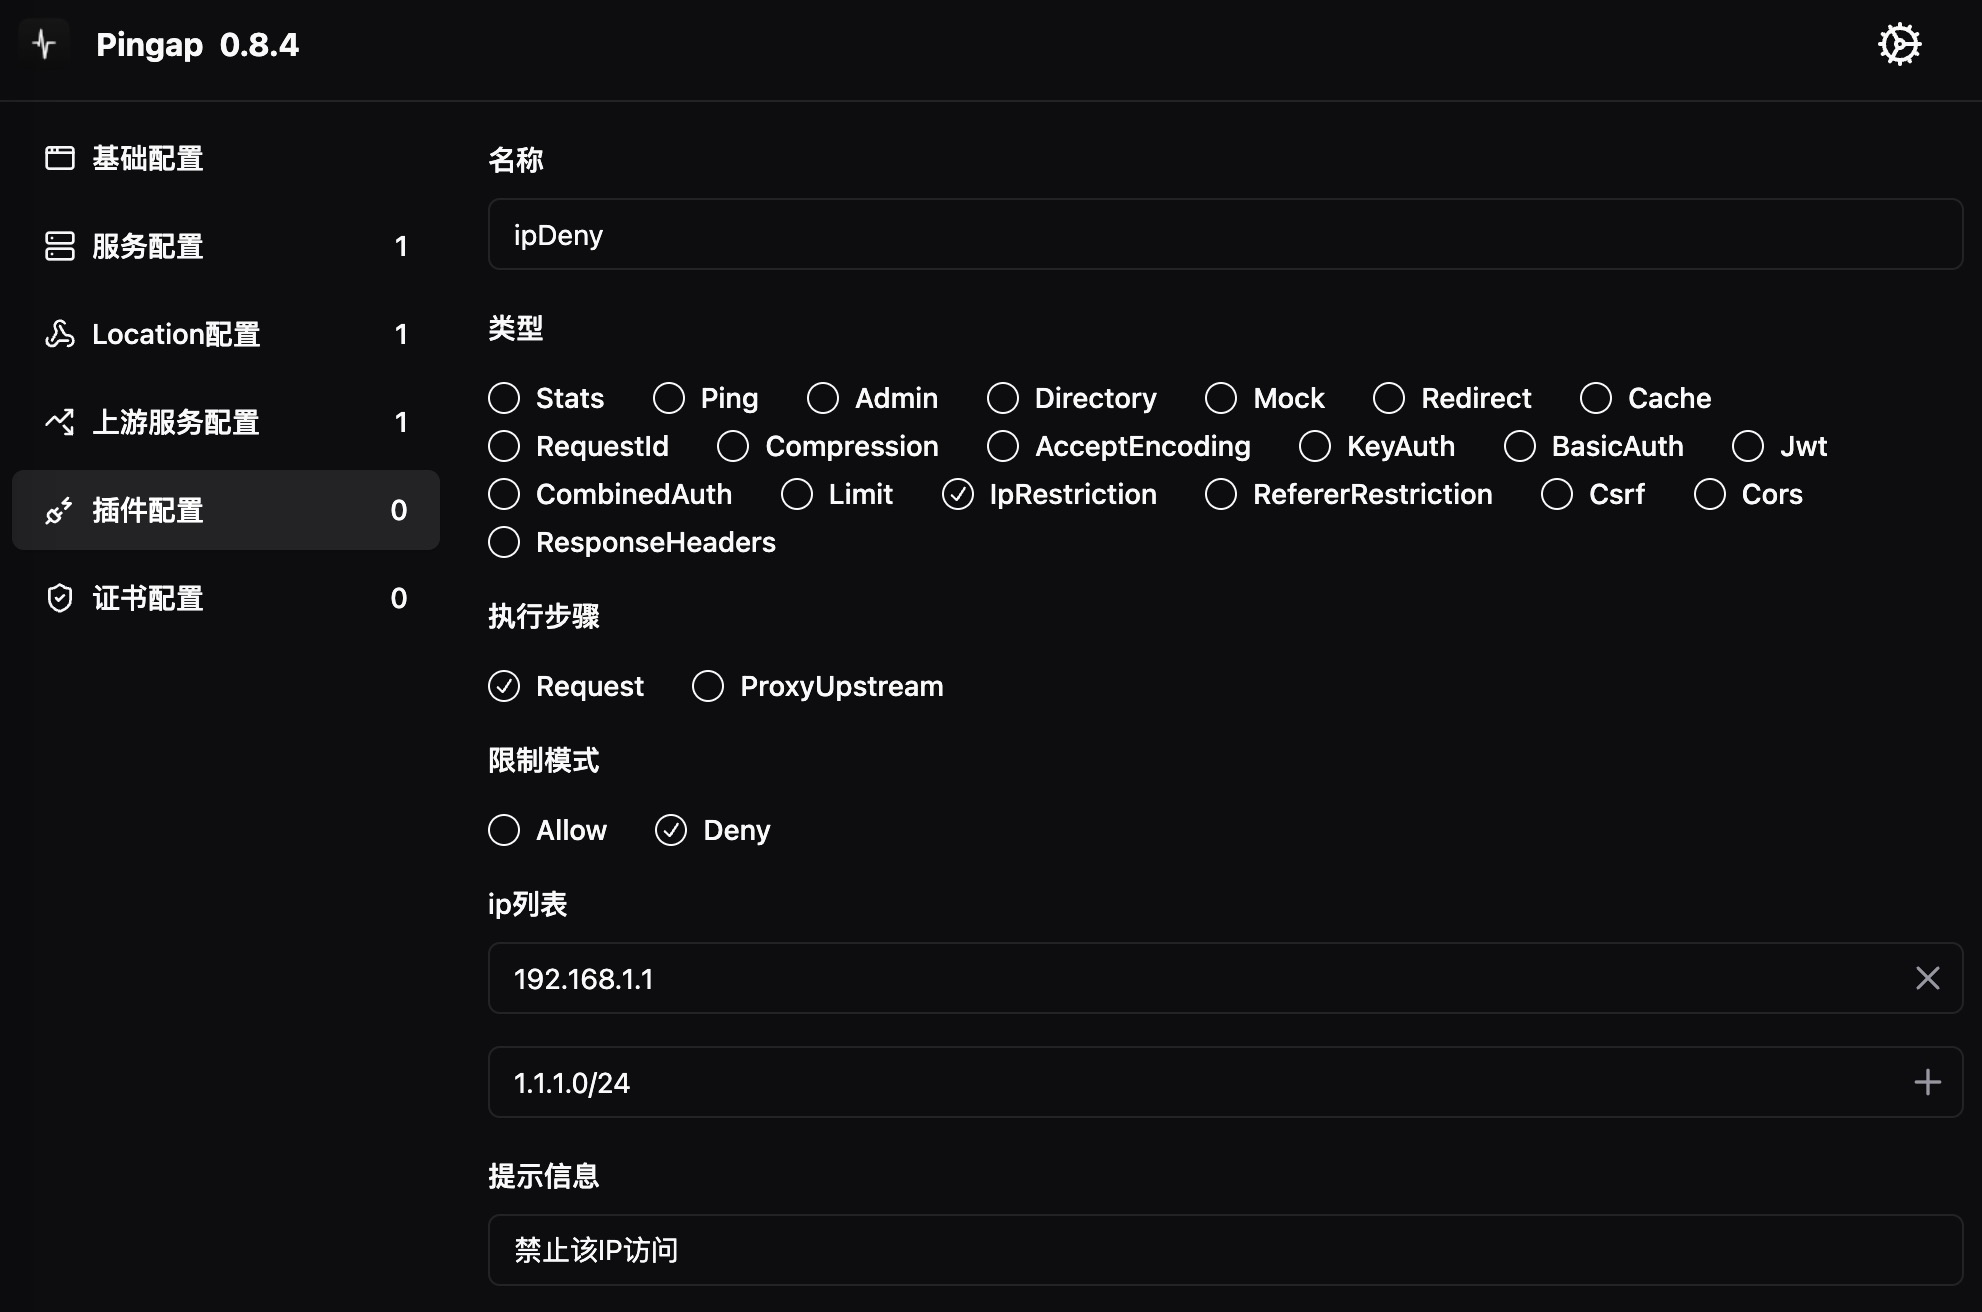 Pingap 0.8.4
基础配置
服务配置 1
Location配置 1
上游服务配置 1
插件配置 0
证书配置 0
名称
ipDeny
类型
Stats Ping Admin Directory Mock Redirect Cache
RequestId Compression AcceptEncoding KeyAuth BasicAuth Jwt
CombinedAuth Limit IpRestriction RefererRestriction Csrf Cors
ResponseHeaders
执行步骤
Request ProxyUpstream
限制模式
Allow Deny
ip列表
192.168.1.1
1.1.1.0/24
提示信息
禁止该IP访问